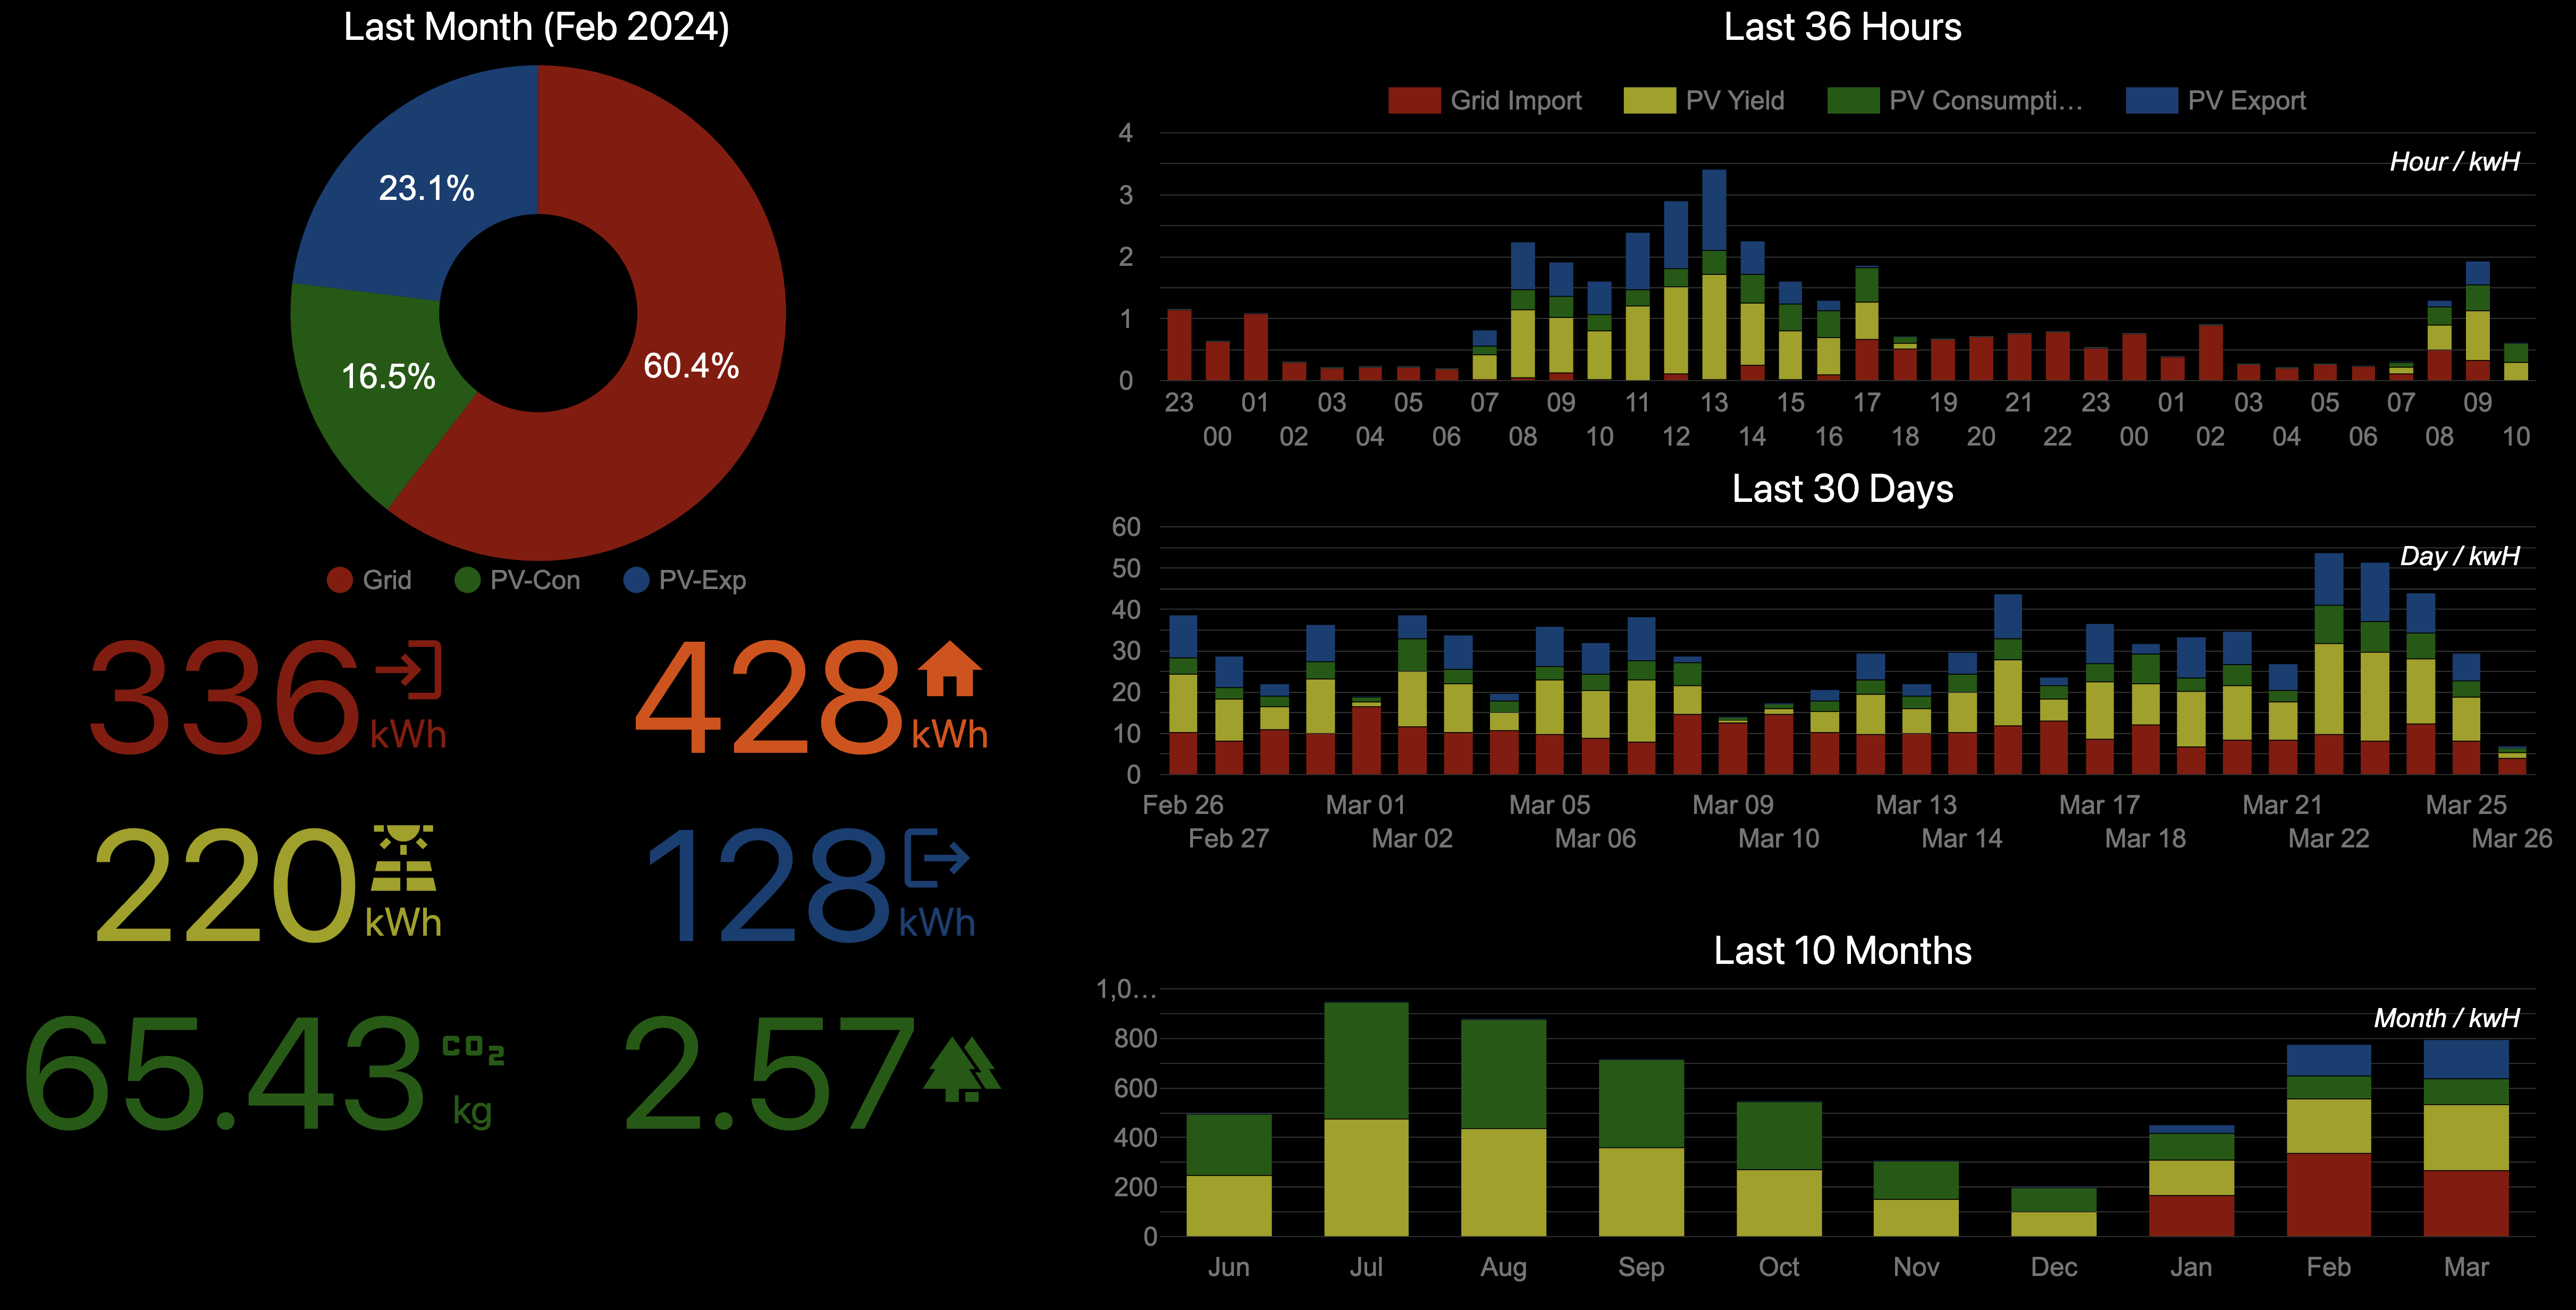 Last Month (Feb 2024)
23.1%
16.5%
60.4%
Grid PV-Con PV-Exp
336 kWh
428 kWh
220 kWh
128 kWh
65.43 CO2 kg
2.57
Last 36 Hours
Grid Import PV Yield PV Consumpti... PV Export
Hour / kwH
4
3
2
1
0
23 01 03 05 07 09 11 13 15 17 19 21 23 01 03 05 07 09
00 02 04 06 08 10 12 14 16 18 20 22 00 02 04 06 08 10
Last 30 Days
Day / kwH
60
50
40
30
20
10
0
Feb 26 Mar 01 Mar 05 Mar 09 Mar 13 Mar 17 Mar 21 Mar 25
Feb 27 Mar 02 Mar 06 Mar 10 Mar 14 Mar 18 Mar 22 Mar 26
Last 10 Months
Month / kwH
1,0...
800
600
400
200
0
Jun Jul Aug Sep Oct Nov Dec Jan Feb Mar